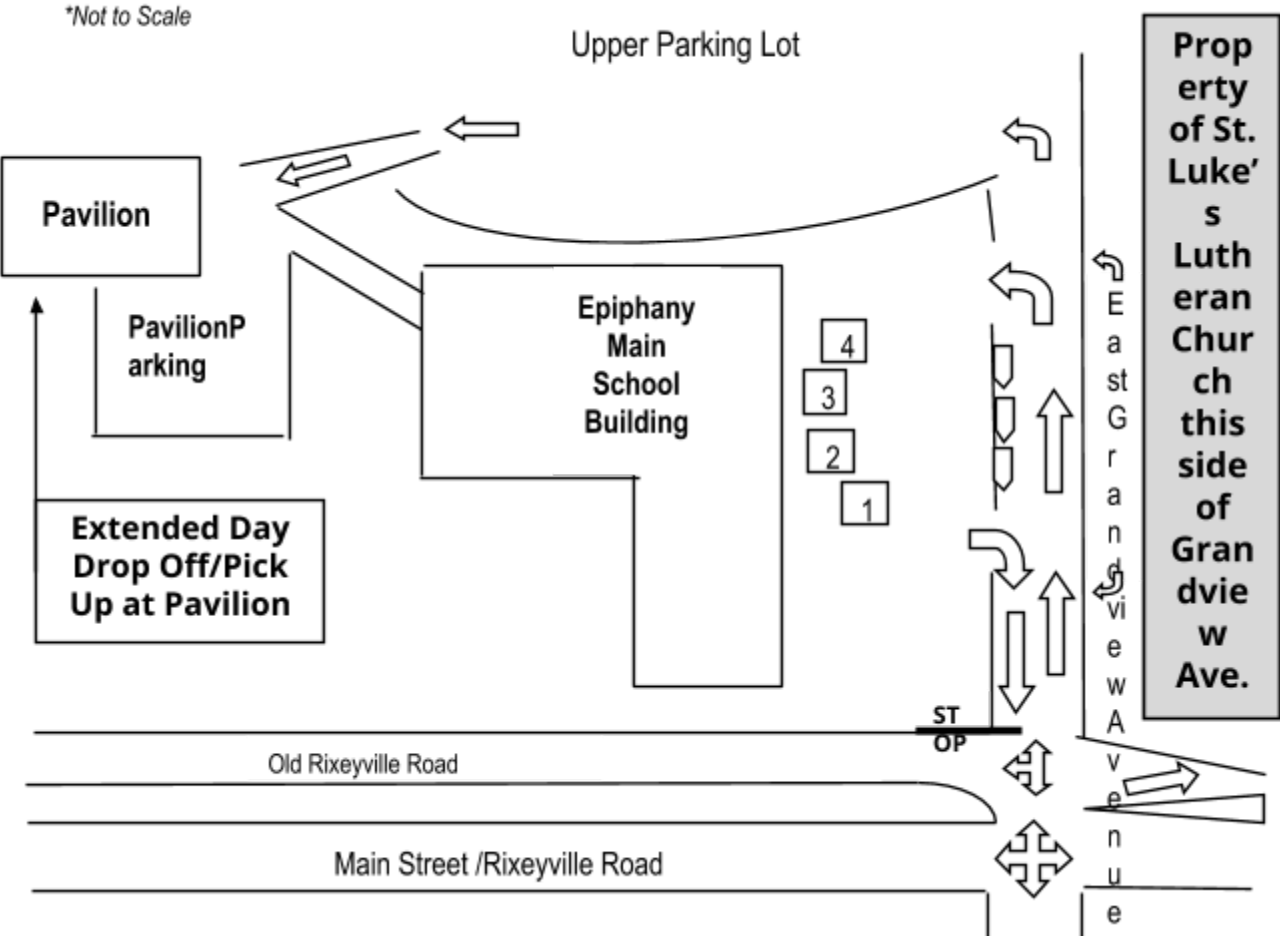 *Not to Scale
Upper Parking Lot
Prop
erty
of St.
Luke’
s
Luth
eran
Chur
ch
this
side
of
Gran
dvie
w
Ave.
Pavilion
PavilionP
arking
Epiphany
Main
School
Building
4
3
2
1
E
a
st
G
r
a
n
d
vi
e
w
A
v
e
n
u
e
Extended Day
Drop Off/Pick
Up at Pavilion
ST
OP
Old Rixeyville Road
Main Street /Rixeyville Road